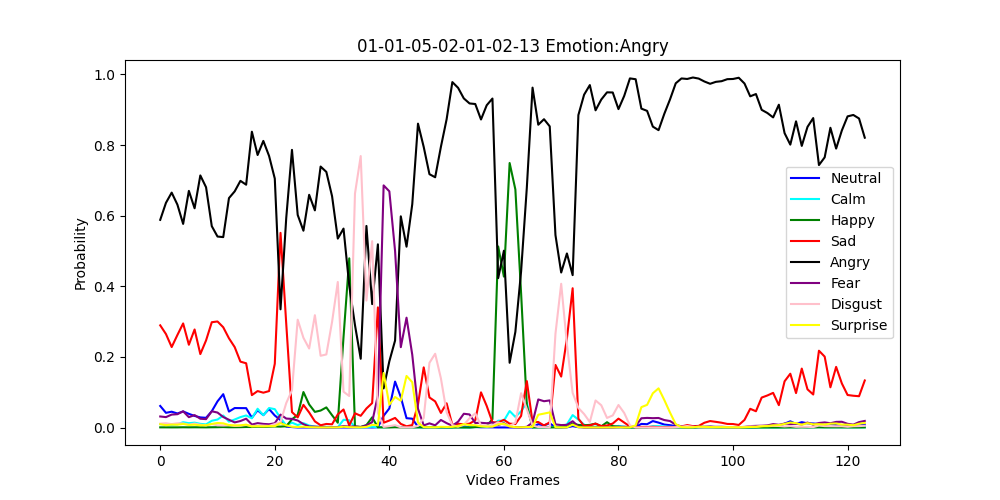 01-01-05-02-01-02-13 Emotion:Angry
Probability
1.0
0.8
0.6
0.4
0.2
0.0
0 20 40 60 80 100 120
Video Frames
Neutral
Calm
Happy
Sad
Angry
Fear
Disgust
Surprise